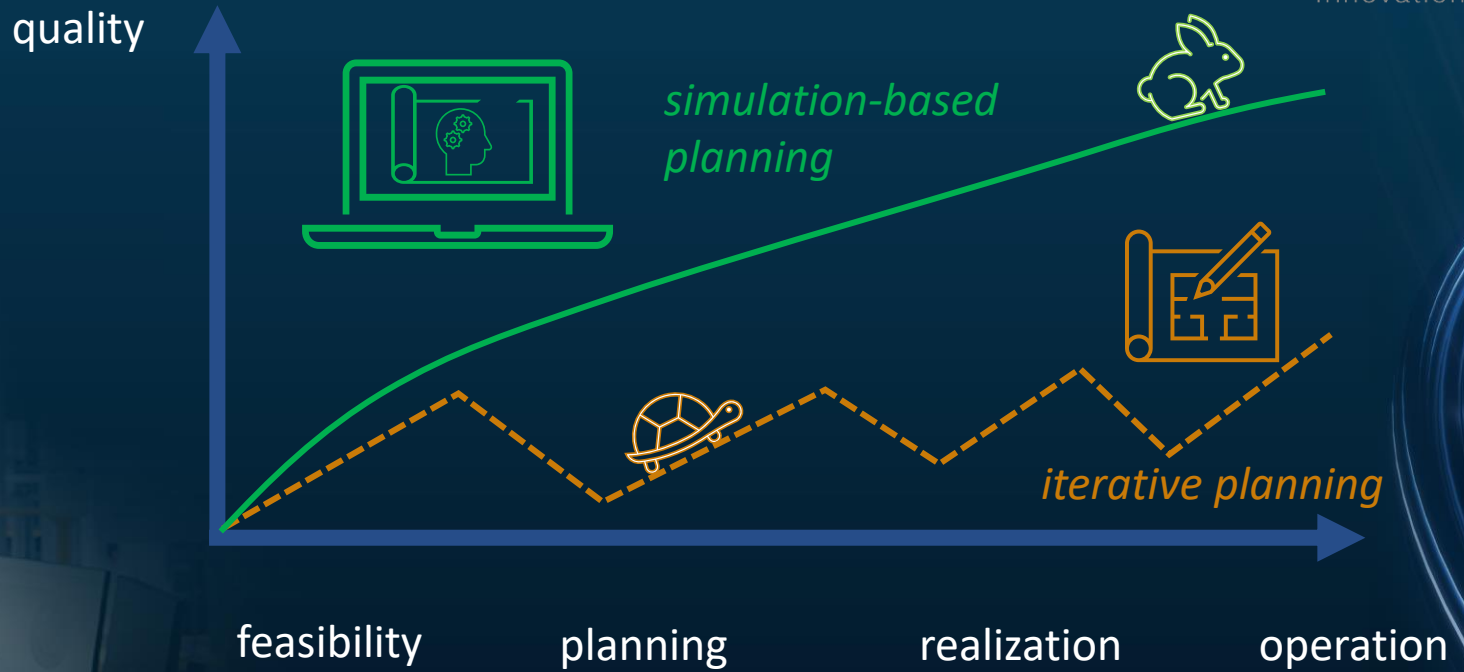 quality
simulation-based
planning
iterative planning
feasibility
planning
realization
operation